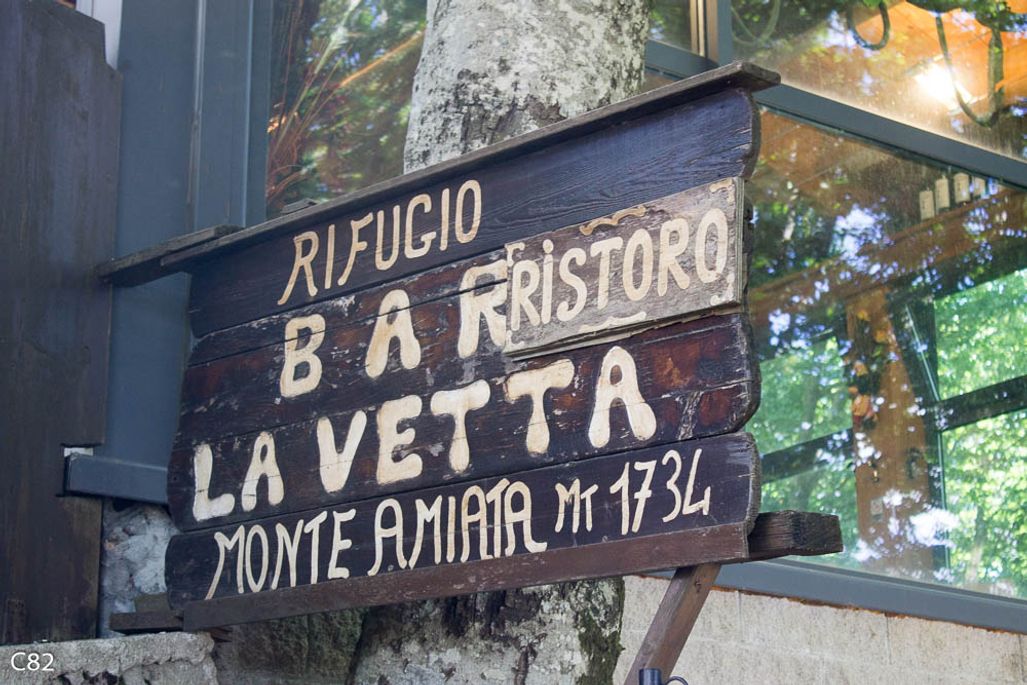 RIFUGIO
BAR
RISTORO
LA VETTA
MONTE AMIATA MT 1734
C82